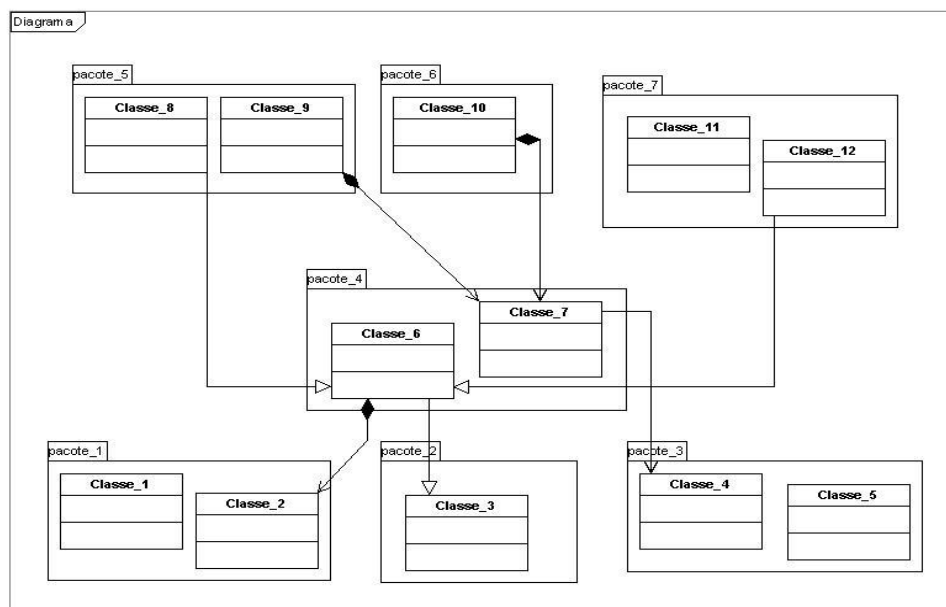 Diagrama
pacote_5
Classe_8
Classe_9
pacote_6
Classe_10
pacote_7
Classe_11
Classe_12
pacote_4
Classe_6
Classe_7
pacote_1
Classe_1
Classe_2
pacote_2
Classe_3
pacote_3
Classe_4
Classe_5